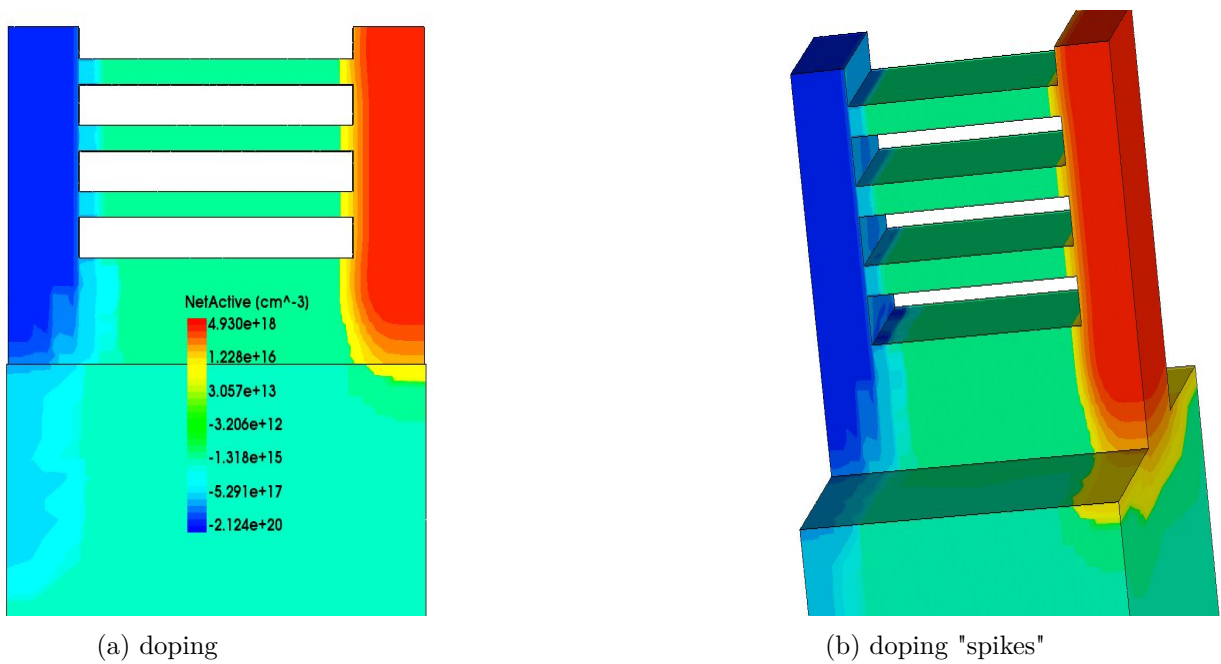 NetActive (cm^-3)
4.930e+18
1.228e+16
3.057e+13
-3.206e+12
-1.318e+15
-5.291e+17
-2.124e+20
(a) doping
(b) doping "spikes"